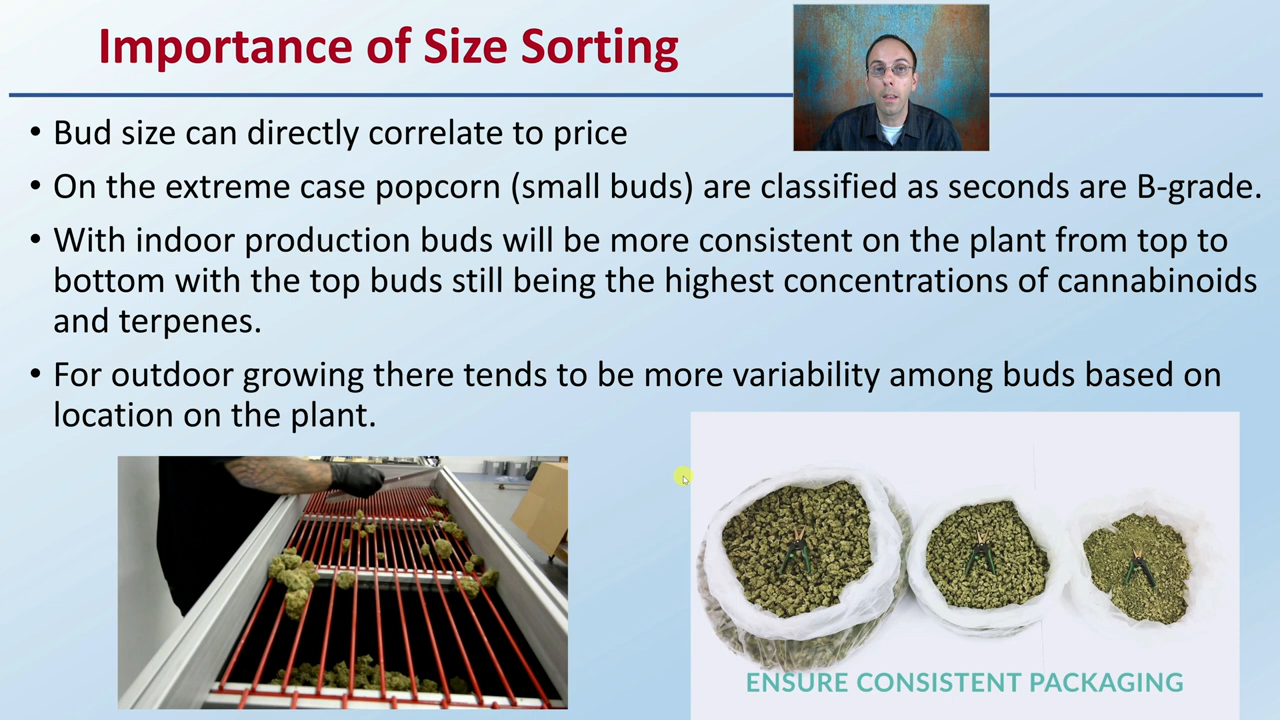 Importance of Size Sorting
• Bud size can directly correlate to price
• On the extreme case popcorn (small buds) are classified as seconds are B-grade.
• With indoor production buds will be more consistent on the plant from top to
bottom with the top buds still being the highest concentrations of cannabinoids
and terpenes.
• For outdoor growing there tends to be more variability among buds based on
location on the plant.
ENSURE CONSISTENT PACKAGING